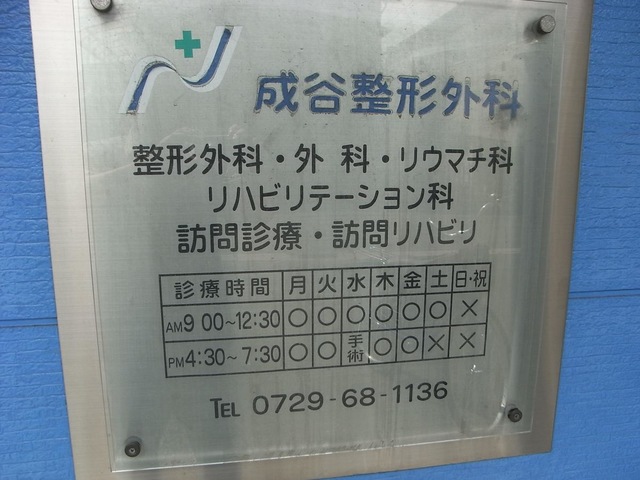 成谷整形外科
整形外科・外 科・リウマチ科
リハビリテーション科
訪問診療・訪問リハビリ
診療時間 月 火 水 木 金 土 日・祝
AM9 00~12:30 ○ ○ ○ ○ ○ ○ ×
PM4:30~7:30 ○ ○ 手術 ○ ○ × ×
TEL 0729-68-1136